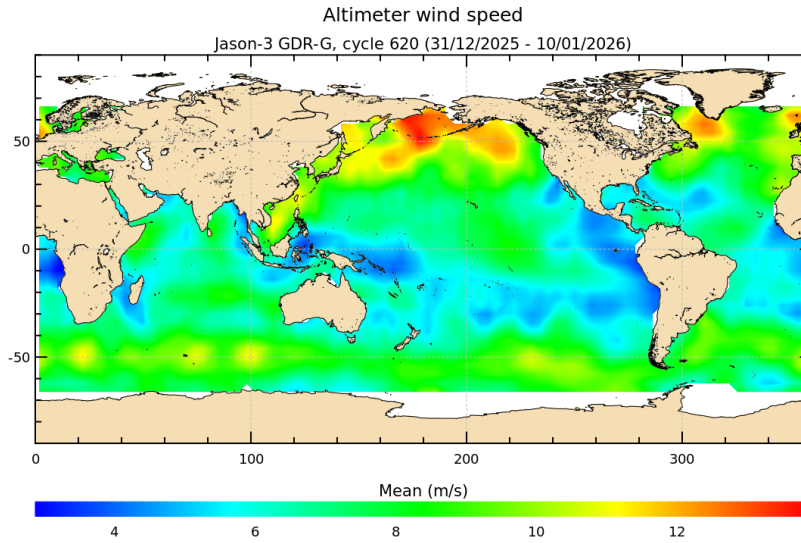 Altimeter wind speed
Jason-3 GDR-G, cycle 620 (31/12/2025 - 10/01/2026)
50
0
-50
0 100 200 300
Mean (m/s)
4 6 8 10 12